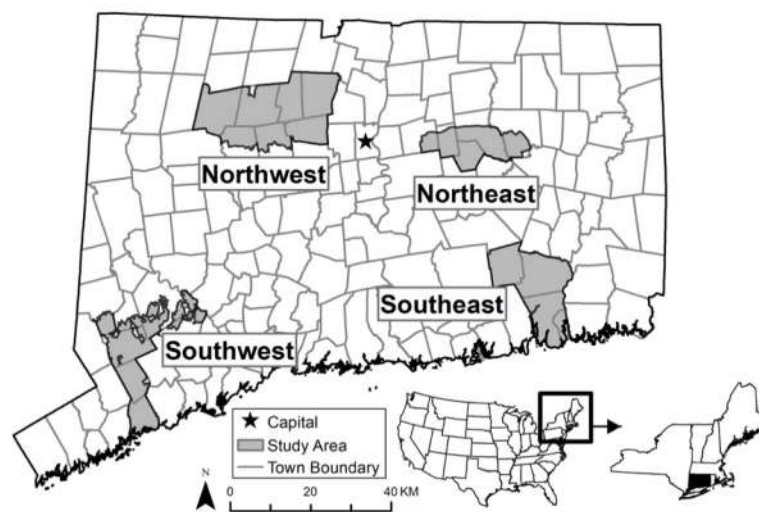 Northwest
Northeast
Southeast
Southwest
Capital
Study Area
Town Boundary
N
0 20 40 KM